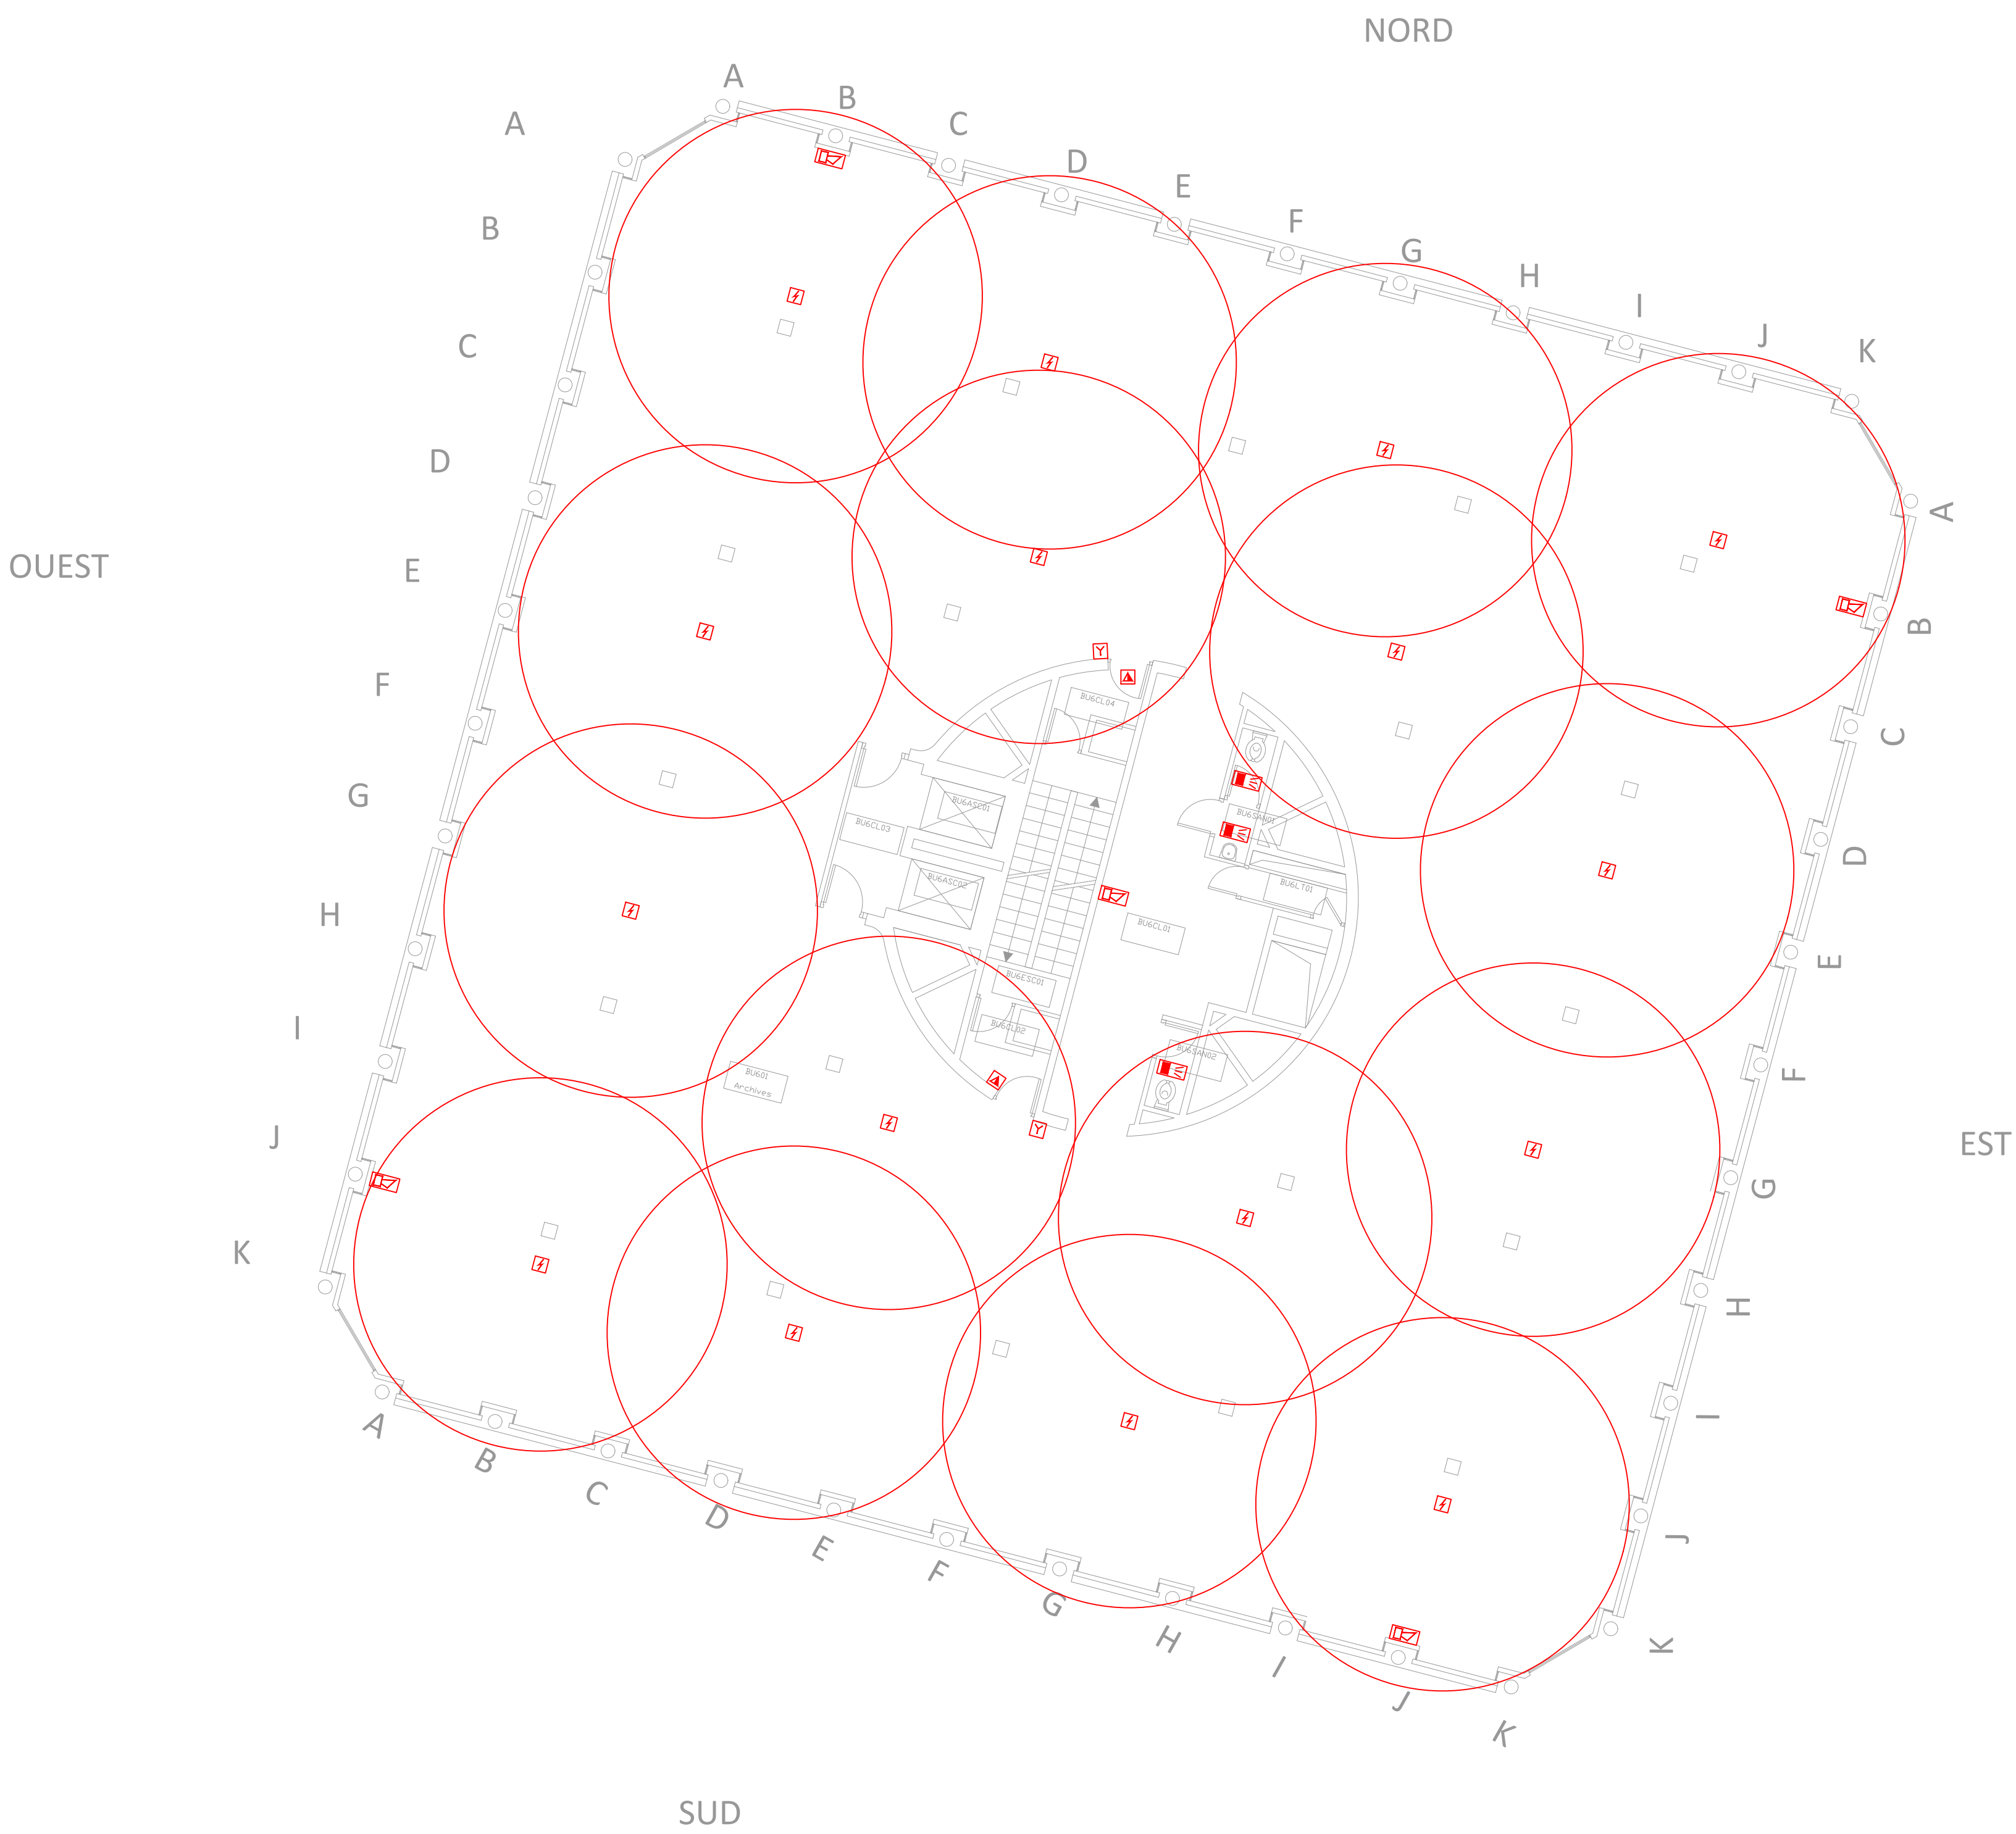 NORD
A
B
C
D
E
F
G
H
I
J
K
A
B
C
D
E
F
G
H
I
J
K
OUEST
A
B
C
D
E
F
G
H
I
J
K
EST
Y
BU6CL04
BU6ASC01
BU6CL03
BU6SAN01
BU6ASC02
BU6LT01
BU6CL01
BU6ESC01
BU6CL02
BU6SAN02
BU601
Archives
Y
A
B
C
D
E
F
G
H
I
J
K
SUD